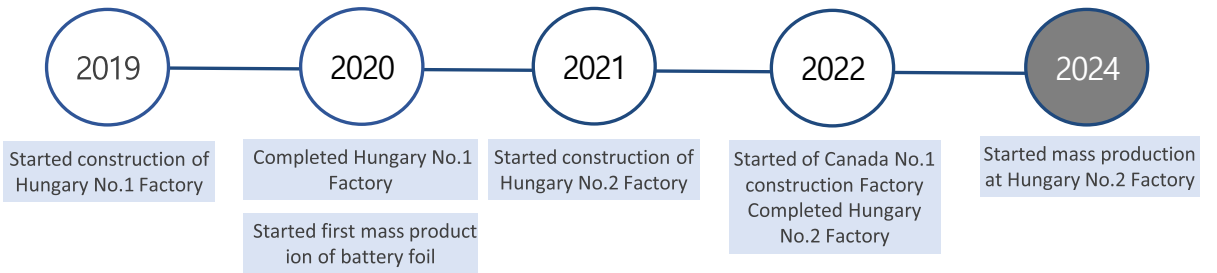 2019
2020
2021
2022
2024
Started construction of
Hungary No.1 Factory
Completed Hungary No.1
Factory
Started first mass product
ion of battery foil
Started construction of
Hungary No.2 Factory
Started of Canada No.1
construction Factory
Completed Hungary
No.2 Factory
Started mass production
at Hungary No.2 Factory